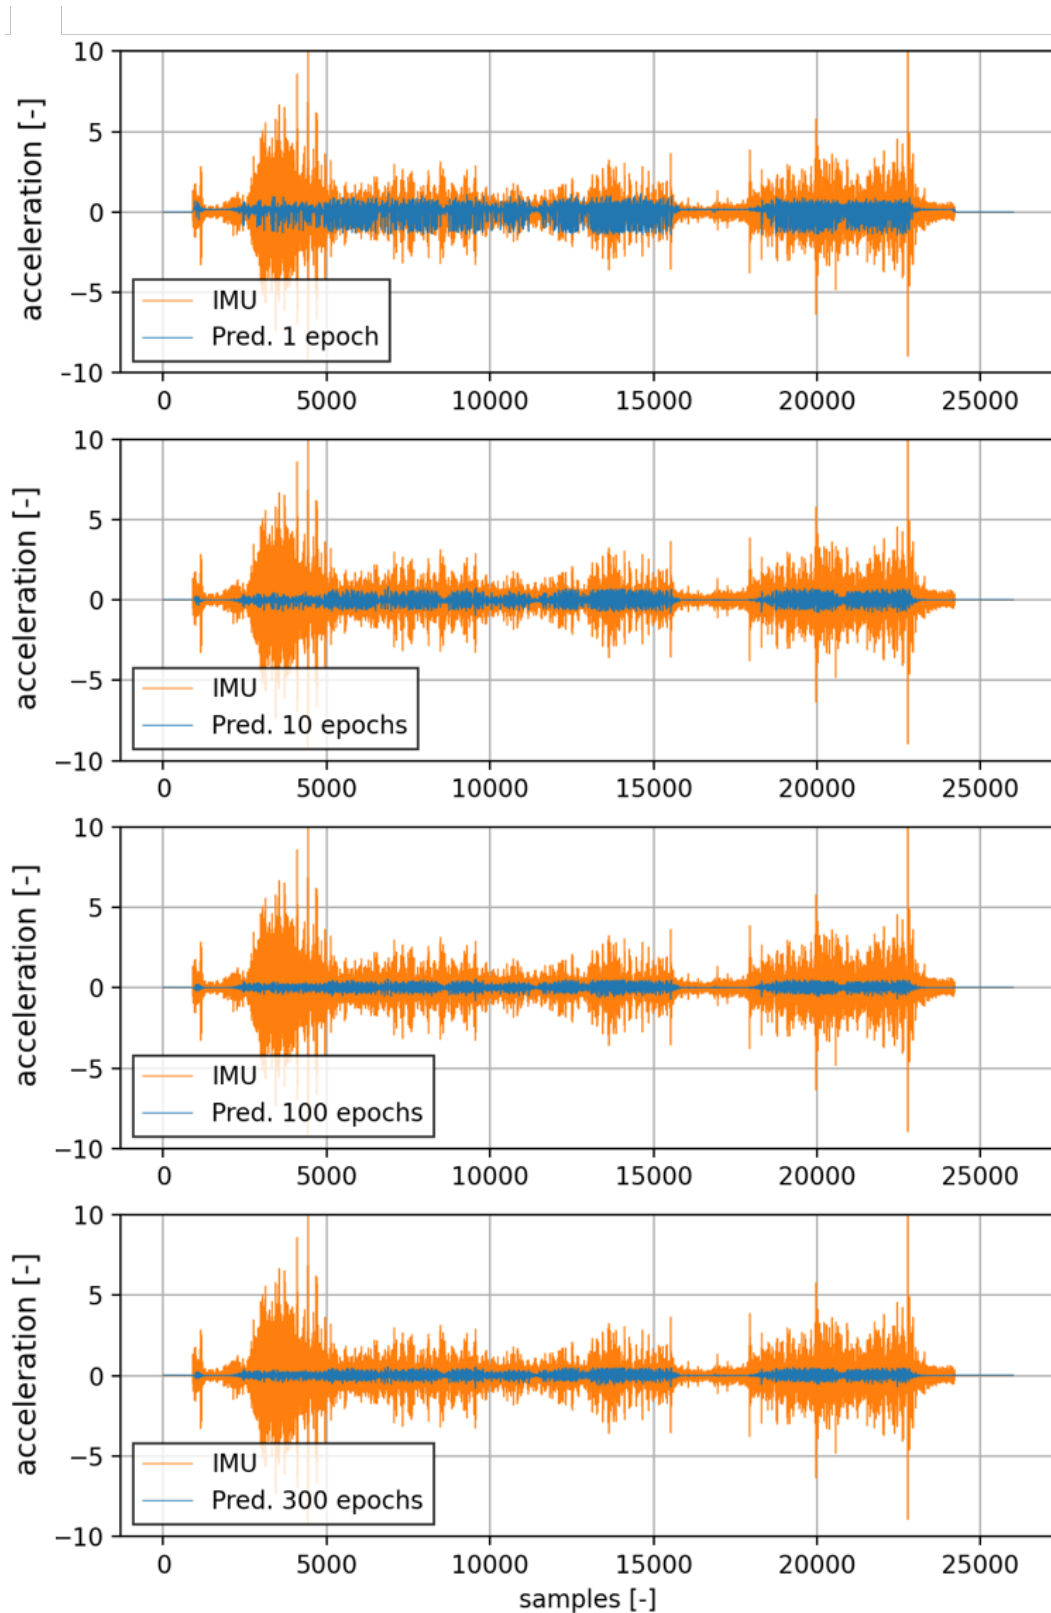 10
5
0
−5
-10
acceleration [-]
IMU
Pred. 1 epoch
0 5000 10000 15000 20000 25000
10
5
0
−5
−10
acceleration [-]
IMU
Pred. 10 epochs
0 5000 10000 15000 20000 25000
10
5
0
−5
−10
acceleration [-]
IMU
Pred. 100 epochs
0 5000 10000 15000 20000 25000
10
5
0
−5
−10
acceleration [-]
IMU
Pred. 300 epochs
0 5000 10000 15000 20000 25000
samples [-]